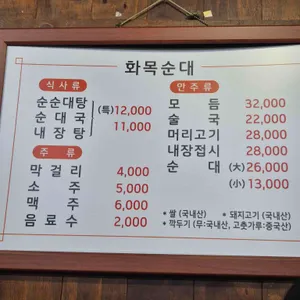 화목순대
식사류
순순대탕
순대국
내장탕
(특)12,000
11,000
주류
막걸리 4,000
소주 5,000
맥주 6,000
음료수 2,000
안주류
모듬 32,000
술국 22,000
머리고기 28,000
내장접시 28,000
순대 (大) 26,000
(小) 13,000
* 쌀 (국내산) * 돼지고기 (국내산)
* 깍두기 (무:국내산, 고춧가루:중국산)